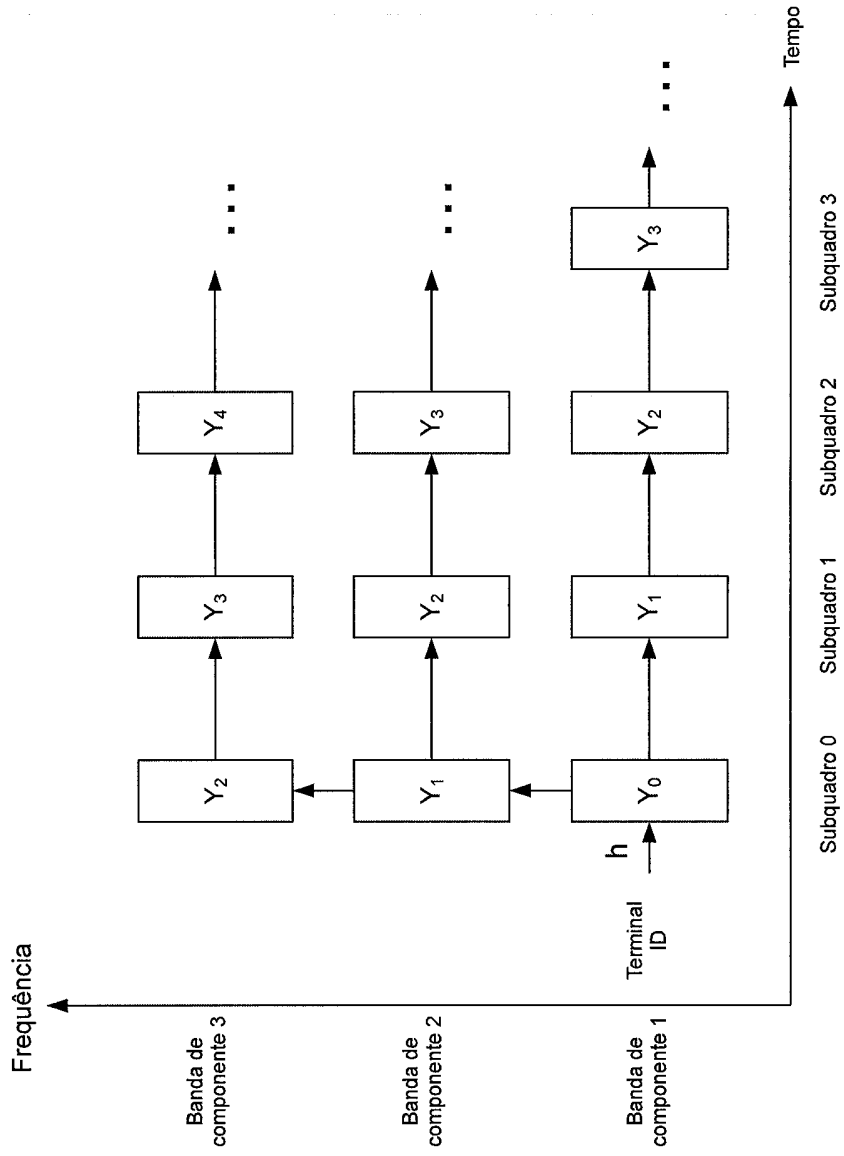 Frequência
Banda de
componente 3
Y2
Y3
Y4
...
Banda de
componente 2
Y1
Y2
Y3
...
Banda de
componente 1
Terminal
ID
h
Y0
Y1
Y2
Y3
...
Subquadro 0
Subquadro 1
Subquadro 2
Subquadro 3
Tempo